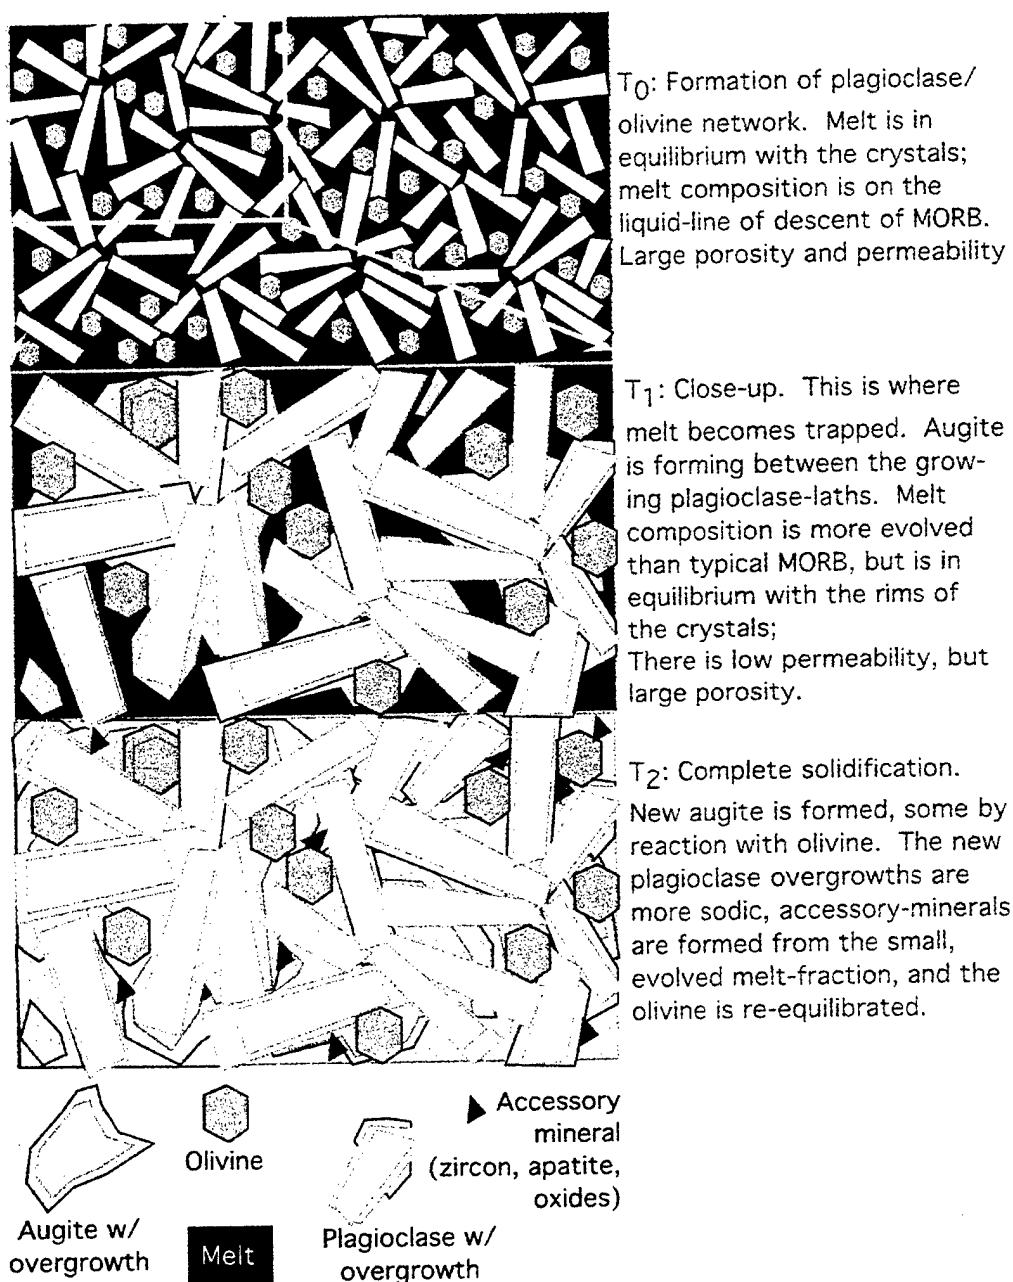 T0: Formation of plagioclase/
olivine network. Melt is in
equilibrium with the crystals;
melt composition is on the
liquid-line of descent of MORB.
Large porosity and permeability
T1: Close-up. This is where
melt becomes trapped. Augite
is forming between the grow-
ing plagioclase-laths. Melt
composition is more evolved
than typical MORB, but is in
equilibrium with the rims of
the crystals;
There is low permeability, but
large porosity.
T2: Complete solidification.
New augite is formed, some by
reaction with olivine. The new
plagioclase overgrowths are
more sodic, accessory-minerals
are formed from the small,
evolved melt-fraction, and the
olivine is re-equilibrated.
Augite w/
overgrowth
Olivine
Melt
Plagioclase w/
overgrowth
Accessory
mineral
(zircon, apatite,
oxides)